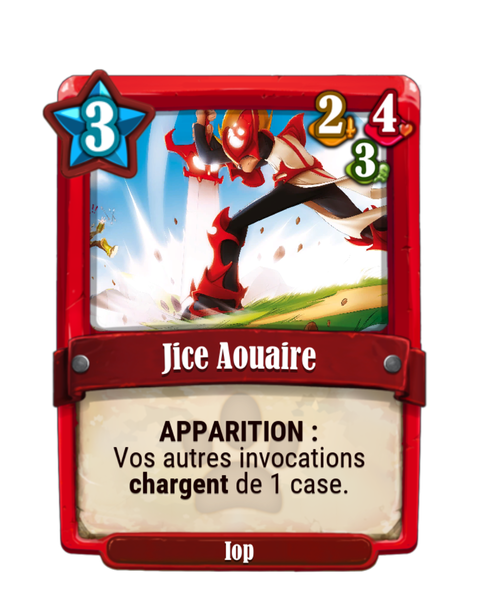 3
2
4
3
Jice Aouaire
APPARITION :
Vos autres invocations
chargent de 1 case.
Iop